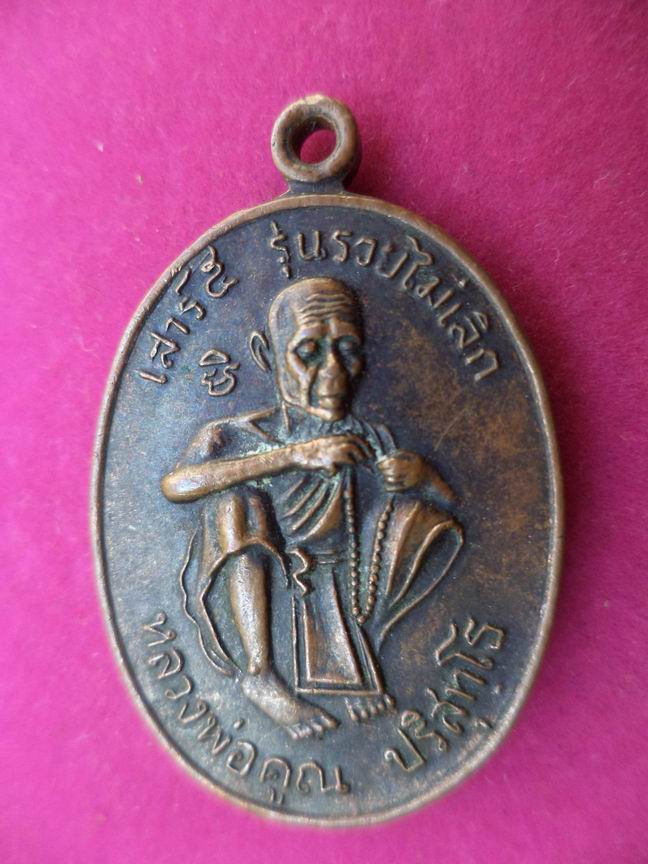 เสาร์๕ รุ่นรวยไม่เลิก
หลวงพ่อคูณ ปริสุทฺโธ